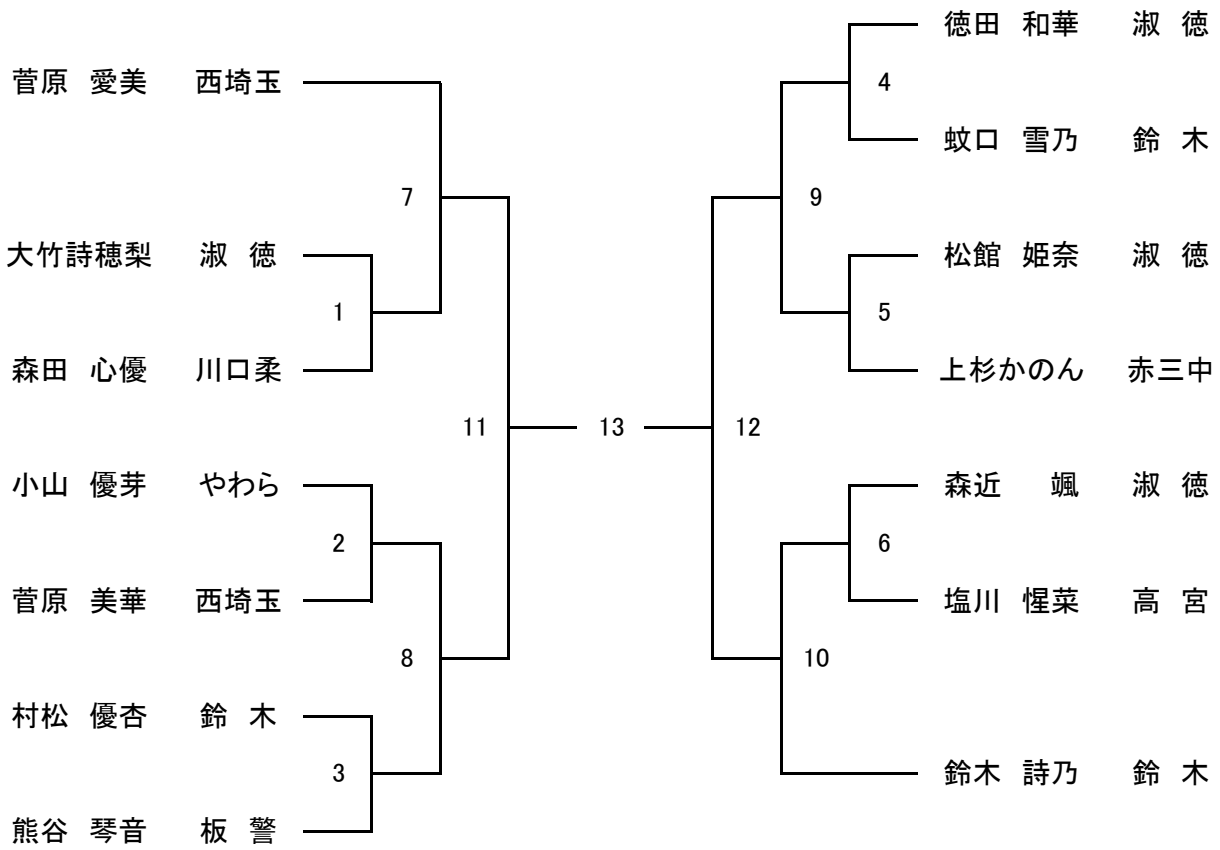 菅原 愛美 西埼玉
7
大竹詩穂梨 淑 徳
1
森田 心優 川口柔
11
小山 優芽 やわら
2
菅原 美華 西埼玉
8
村松 優杏 鈴 木
3
熊谷 琴音 板 警
13
徳田 和華 淑 徳
4
蚊口 雪乃 鈴 木
9
松館 姫奈 淑 徳
5
上杉かのん 赤三中
12
森近 颯 淑 徳
6
塩川 惺菜 高 宮
10
鈴木 詩乃 鈴 木